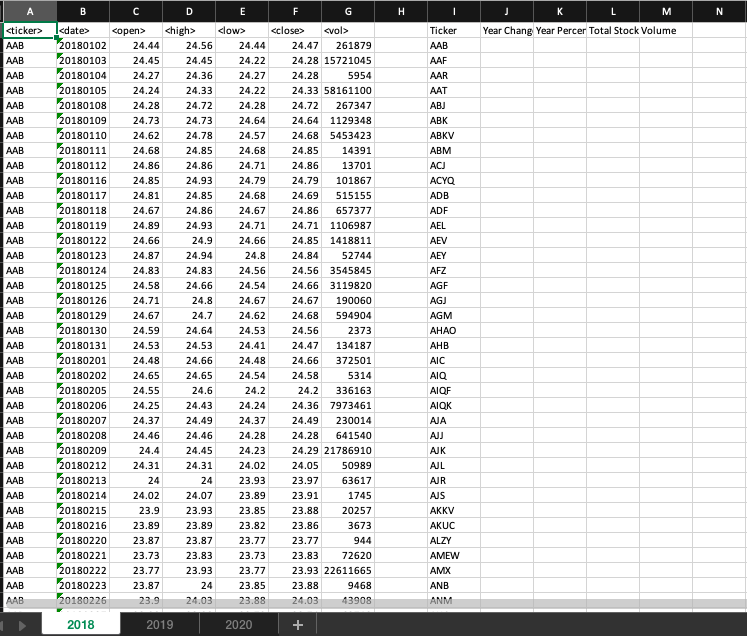 A B C D E F G H I J K L M N
<ticker> <date> <open> <high> <low> <close> <vol> Ticker Year Chang Year Percer Total Stock Volume
AAB 20180102 24.44 24.56 24.44 24.47 261879 AAB
AAB 20180103 24.45 24.45 24.22 24.28 15721045 AAF
AAB 20180104 24.27 24.36 24.27 24.28 5954 AAR
AAB 20180105 24.24 24.33 24.22 24.33 58161100 AAT
AAB 20180108 24.28 24.72 24.28 24.72 267347 ABJ
AAB 20180109 24.73 24.73 24.64 24.64 1129348 ABK
AAB 20180110 24.62 24.78 24.57 24.68 5453423 ABKV
AAB 20180111 24.68 24.85 24.68 24.85 14391 ABM
AAB 20180112 24.86 24.86 24.71 24.86 13701 ACJ
AAB 20180116 24.85 24.93 24.79 24.79 101867 ACYQ
AAB 20180117 24.81 24.85 24.68 24.69 515155 ADB
AAB 20180118 24.67 24.86 24.67 24.86 657377 ADF
AAB 20180119 24.89 24.93 24.71 24.71 1106987 AEL
AAB 20180122 24.66 24.9 24.66 24.85 1418811 AEV
AAB 20180123 24.87 24.94 24.8 24.84 52744 AEY
AAB 20180124 24.83 24.83 24.56 24.56 3545845 AFZ
AAB 20180125 24.58 24.66 24.54 24.66 3119820 AGF
AAB 20180126 24.71 24.8 24.67 24.67 190060 AGJ
AAB 20180129 24.67 24.7 24.62 24.68 594904 AGM
AAB 20180130 24.59 24.64 24.53 24.56 2373 AHAO
AAB 20180131 24.53 24.53 24.41 24.47 134187 AHB
AAB 20180201 24.48 24.66 24.48 24.66 372501 AIC
AAB 20180202 24.65 24.65 24.54 24.58 5314 AIQ
AAB 20180205 24.55 24.6 24.2 24.2 336163 AIQF
AAB 20180206 24.25 24.43 24.24 24.36 7973461 AIQK
AAB 20180207 24.37 24.49 24.37 24.49 230014 AJA
AAB 20180208 24.46 24.46 24.28 24.28 641540 AJJ
AAB 20180209 24.4 24.45 24.23 24.29 21786910 AJK
AAB 20180212 24.31 24.31 24.02 24.05 50989 AJL
AAB 20180213 24 24 23.93 23.97 63617 AJR
AAB 20180214 24.02 24.07 23.89 23.91 1745 AJS
AAB 20180215 23.9 23.93 23.85 23.88 20257 AKKV
AAB 20180216 23.89 23.89 23.82 23.86 3673 AKUC
AAB 20180220 23.87 23.87 23.77 23.77 944 ALZY
AAB 20180221 23.73 23.83 23.73 23.83 72620 AMEW
AAB 20180222 23.77 23.93 23.77 23.93 22611665 AMX
AAB 20180223 23.87 24 23.85 23.88 9468 ANB
AAB 20180226 23.9 24.03 23.88 24.03 43908 ANM
2018 2019 2020 +